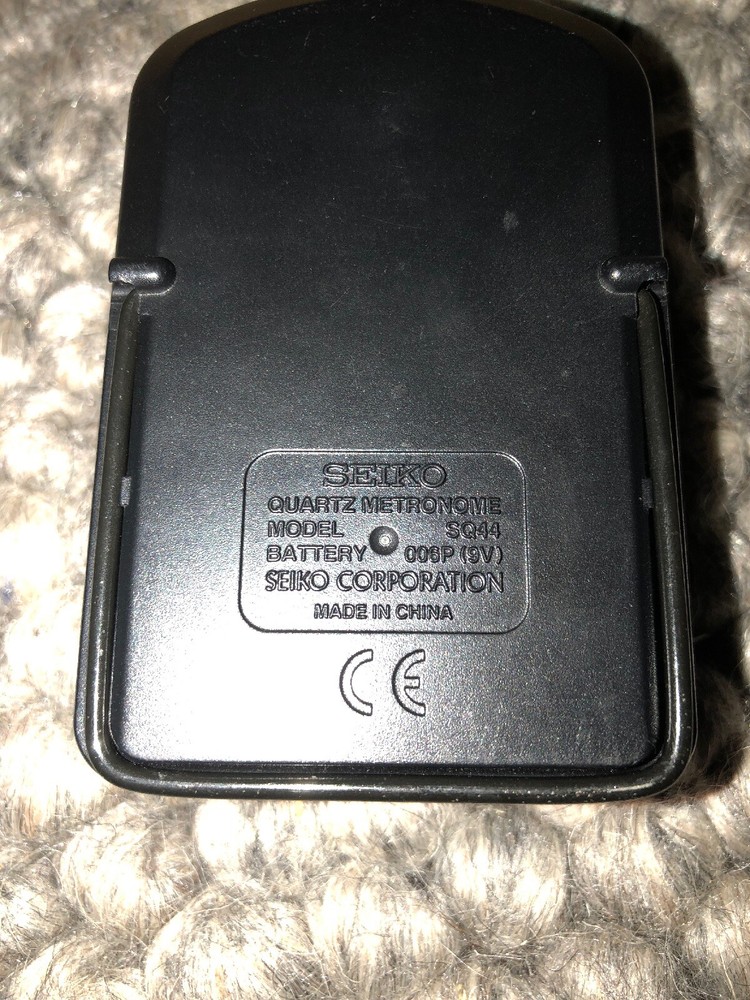 SEIKO
QUARTZ METRONOME
MODEL SQ44
BATTERY 006P (9V)
SEIKO CORPORATION
MADE IN CHINA
CE